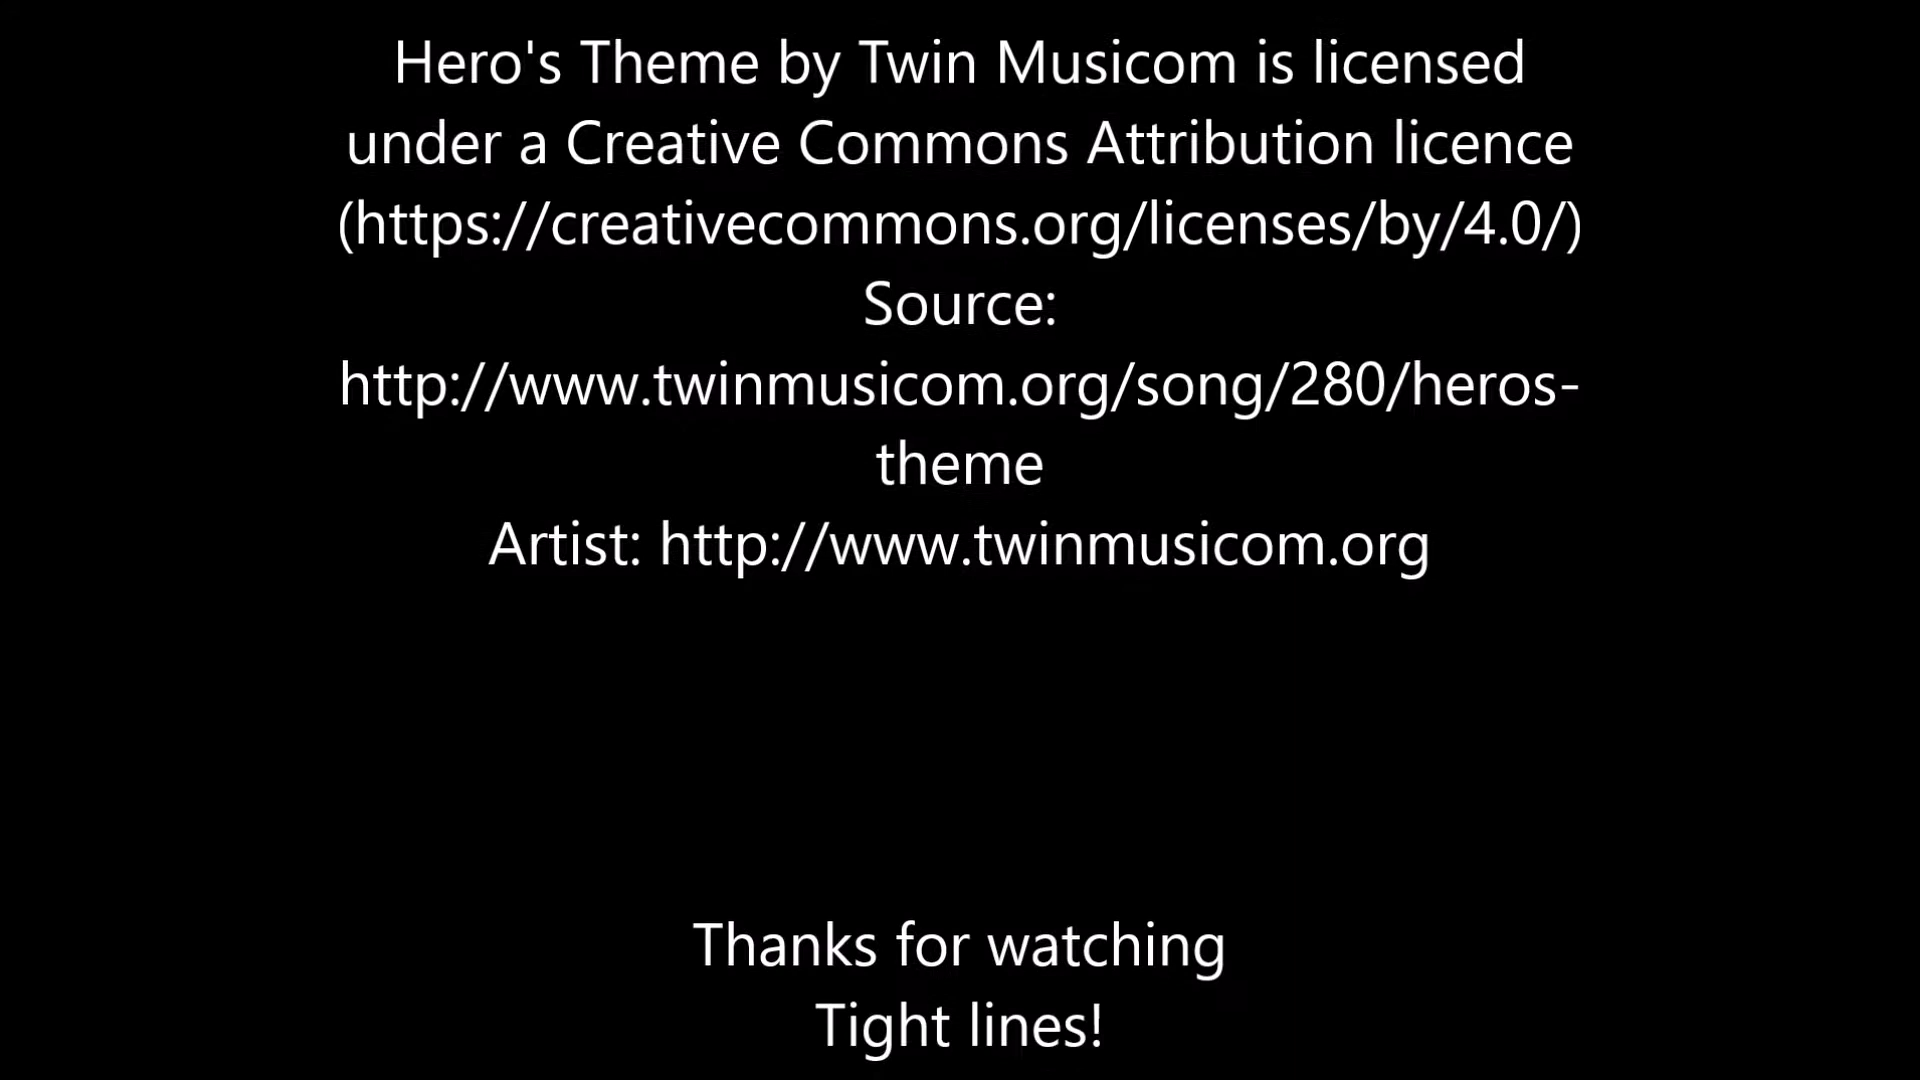 Hero's Theme by Twin Musicom is licensed
under a Creative Commons Attribution licence
(https://creativecommons.org/licenses/by/4.0/)
Source:
http://www.twinmusicom.org/song/280/heros-
theme
Artist: http://www.twinmusicom.org
Thanks for watching
Tight lines!